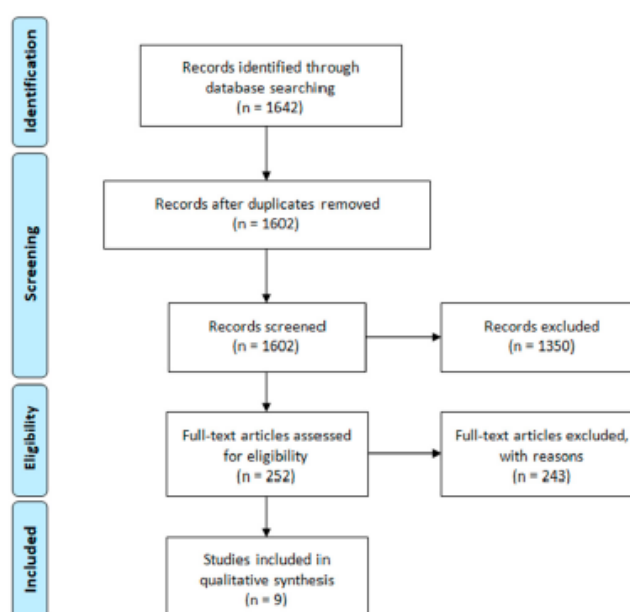 Identification
Records identified through
database searching
(n = 1642)
Screening
Records after duplicates removed
(n = 1602)
Records screened
(n = 1602)
Records excluded
(n = 1350)
Eligibility
Full-text articles assessed
for eligibility
(n = 252)
Full-text articles excluded,
with reasons
(n = 243)
Included
Studies included in
qualitative synthesis
(n = 9)